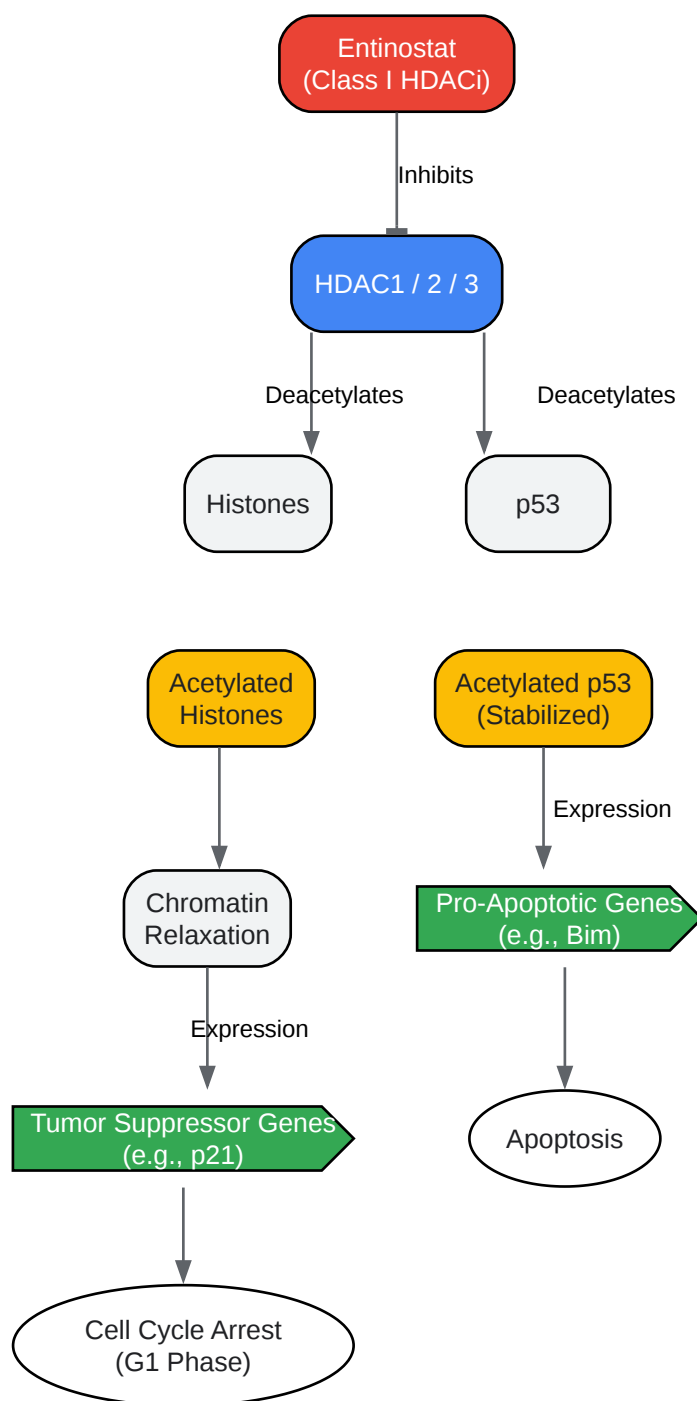 Entinostat
(Class I HDACi)
Inhibits
HDAC1 / 2 / 3
Deacetylates
Deacetylates
Histones
p53
Acetylated
Histones
Acetylated p53
(Stabilized)
Expression
Chromatin
Relaxation
Pro-Apoptotic Genes
(e.g., Bim)
Expression
Tumor Suppressor Genes
(e.g., p21)
Apoptosis
Cell Cycle Arrest
(G1 Phase)